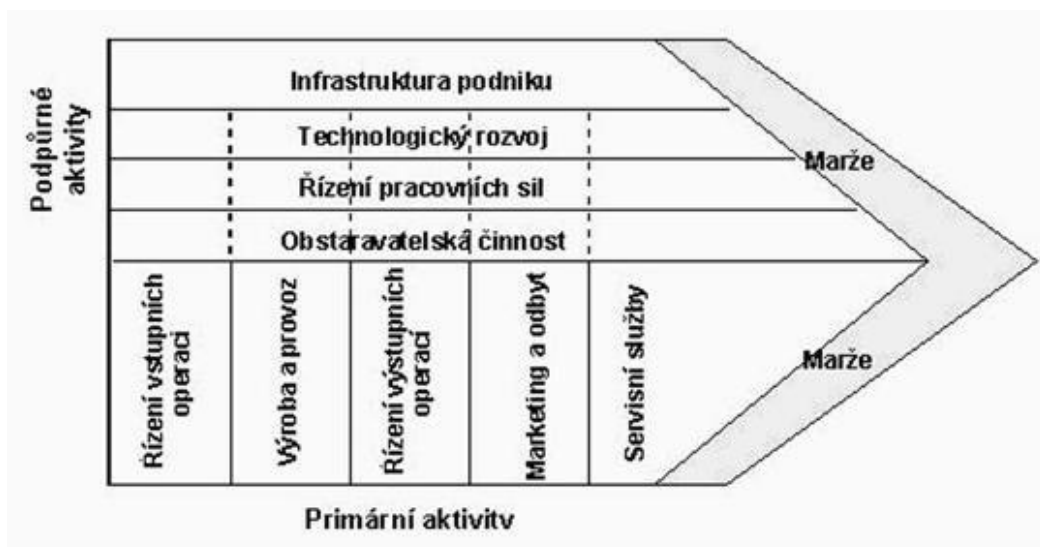 Podpůrné
aktivity
Infrastruktura podniku
Technologický rozvoj
Řízení pracovních sil
Obstaravatelská činnost
Marže
Řízení vstupních
operací
Výroba a provoz
Řízení výstupních
operací
Marketing a odbyt
Servisní služby
Marže
Primární aktivity